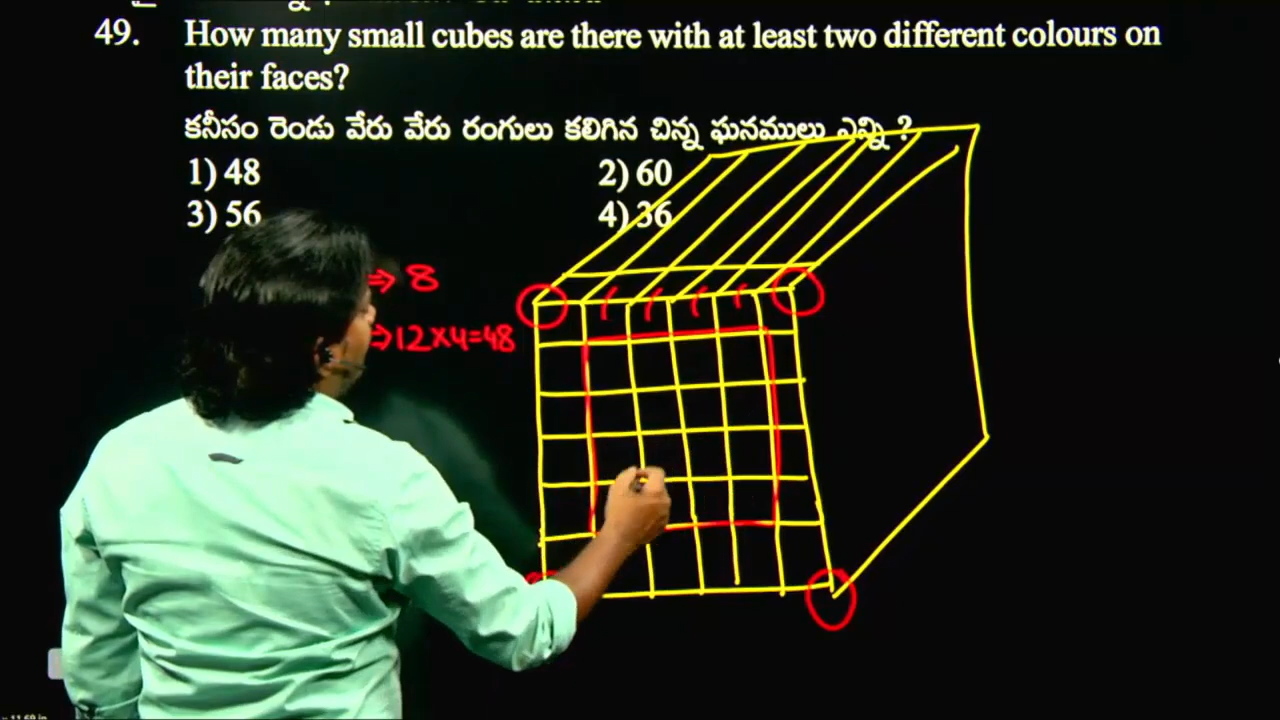 49. How many small cubes are there with at least two different colours on
their faces?
కనీసం రెండు వేరు వేరు రంగులు కలిగిన చిన్న ఘనములు ఎన్ని ?
1) 48 2) 60
3) 56 4) 36
⇒ 8
⇒ 12×4=48